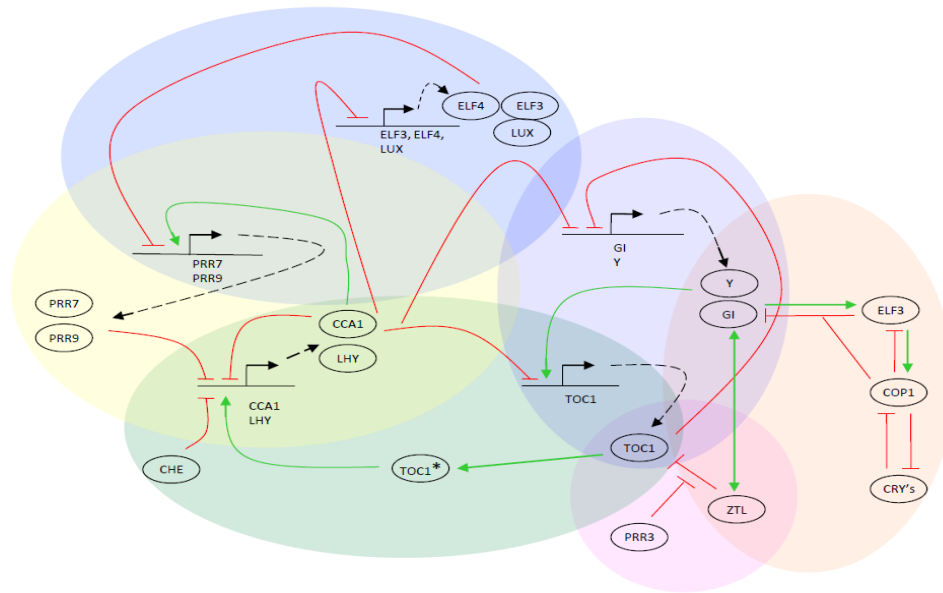 ELF4
ELF3
LUX
ELF3, ELF4,
LUX
GI
Y
PRR7
PRR9
Y
GI
ELF3
PRR7
PRR9
CCA1
LHY
COP1
CCA1
LHY
TOC1
TOC1
CHE
TOC1*
CRY's
ZTL
PRR3